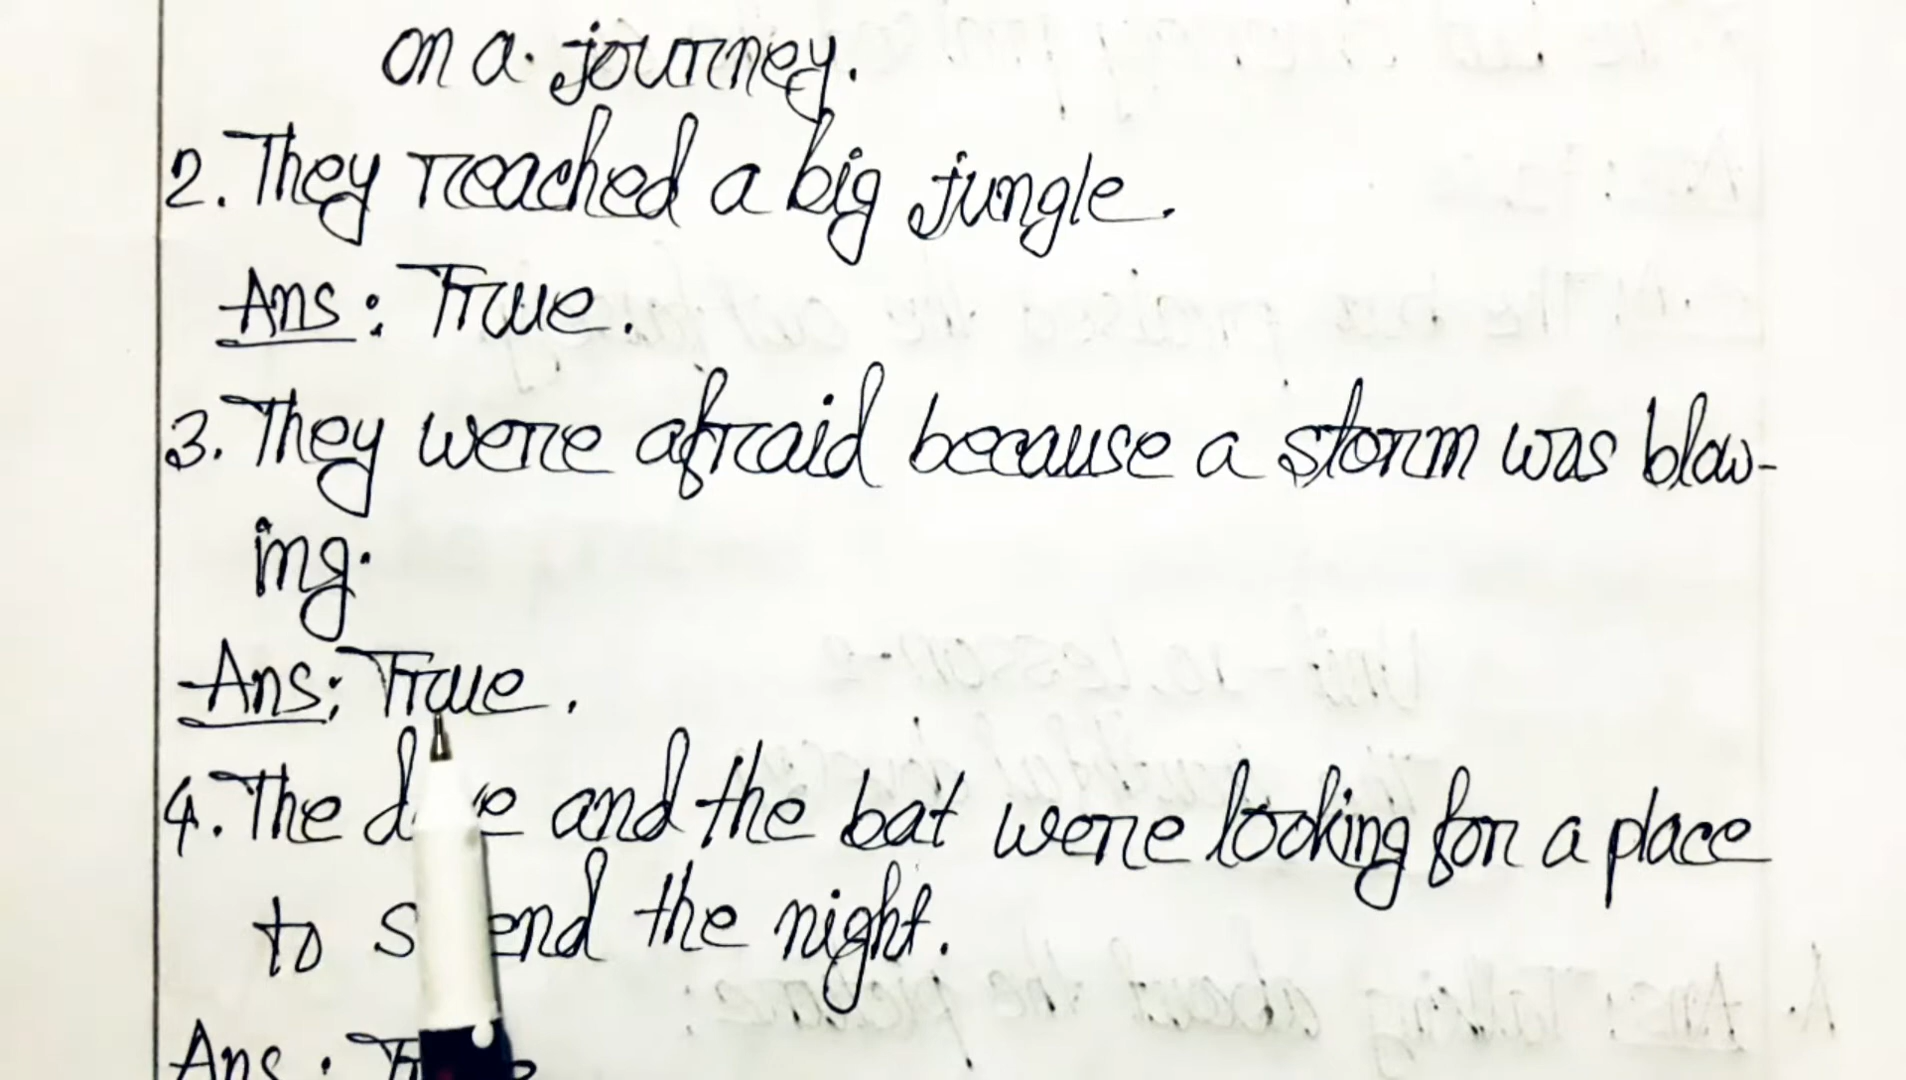 on a journey.
2. They reached a big jungle.
Ans: True.
3. They were afraid because a storm was blow-
ing.
Ans: True.
4. The and the bat were looking for a place
to the night.
Ans: